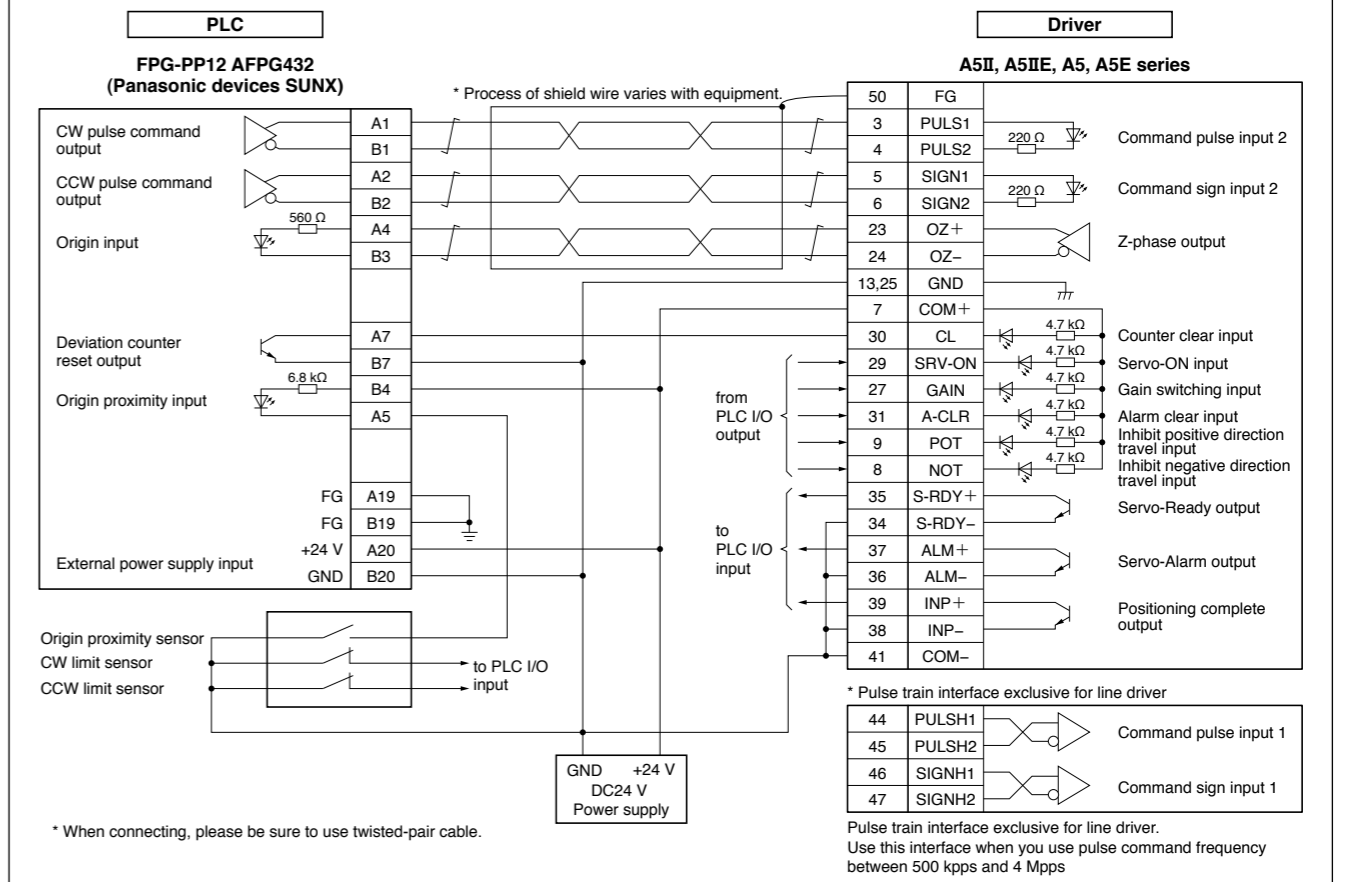 PLC
Driver
FPG-PP12 AFPG432
(Panasonic devices SUNX)
A5II, A5IIE, A5, A5E series
* Process of shield wire varies with equipment.
CW pulse command
output
A1
B1
CCW pulse command
output
A2
B2
Origin input
560 Ω
A4
B3
Deviation counter
reset output
A7
B7
Origin proximity input
6.8 kΩ
B4
A5
FG A19
FG B19
External power supply input
+24 V A20
GND B20
50 FG
3 PULS1
4 PULS2
220 Ω
Command pulse input 2
5 SIGN1
6 SIGN2
220 Ω
Command sign input 2
23 OZ+
24 OZ−
Z-phase output
13,25 GND
7 COM+
30 CL 4.7 kΩ Counter clear input
29 SRV-ON 4.7 kΩ Servo-ON input
27 GAIN 4.7 kΩ Gain switching input
31 A-CLR 4.7 kΩ Alarm clear input
9 POT 4.7 kΩ Inhibit positive direction
travel input
8 NOT 4.7 kΩ Inhibit negative direction
travel input
from
PLC I/O
output
35 S-RDY+
34 S-RDY−
Servo-Ready output
37 ALM+
36 ALM−
Servo-Alarm output
39 INP+
38 INP−
Positioning complete
output
41 COM−
to
PLC I/O
input
Origin proximity sensor
CW limit sensor
CCW limit sensor
to PLC I/O
input
GND +24 V
DC24 V
Power supply
* When connecting, please be sure to use twisted-pair cable.
* Pulse train interface exclusive for line driver
44 PULSH1
45 PULSH2
Command pulse input 1
46 SIGNH1
47 SIGNH2
Command sign input 1
Pulse train interface exclusive for line driver.
Use this interface when you use pulse command frequency
between 500 kpps and 4 Mpps